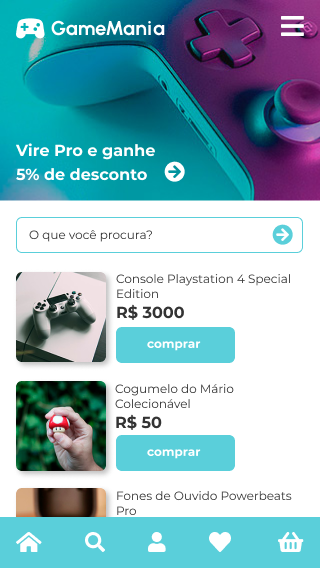 GameMania
Vire Pro e ganhe
5% de desconto
O que você procura?
Console Playstation 4 Special
Edition
R$ 3000
comprar
Cogumelo do Mário
Colecionável
R$ 50
comprar
Fones de Ouvido Powerbeats
Pro